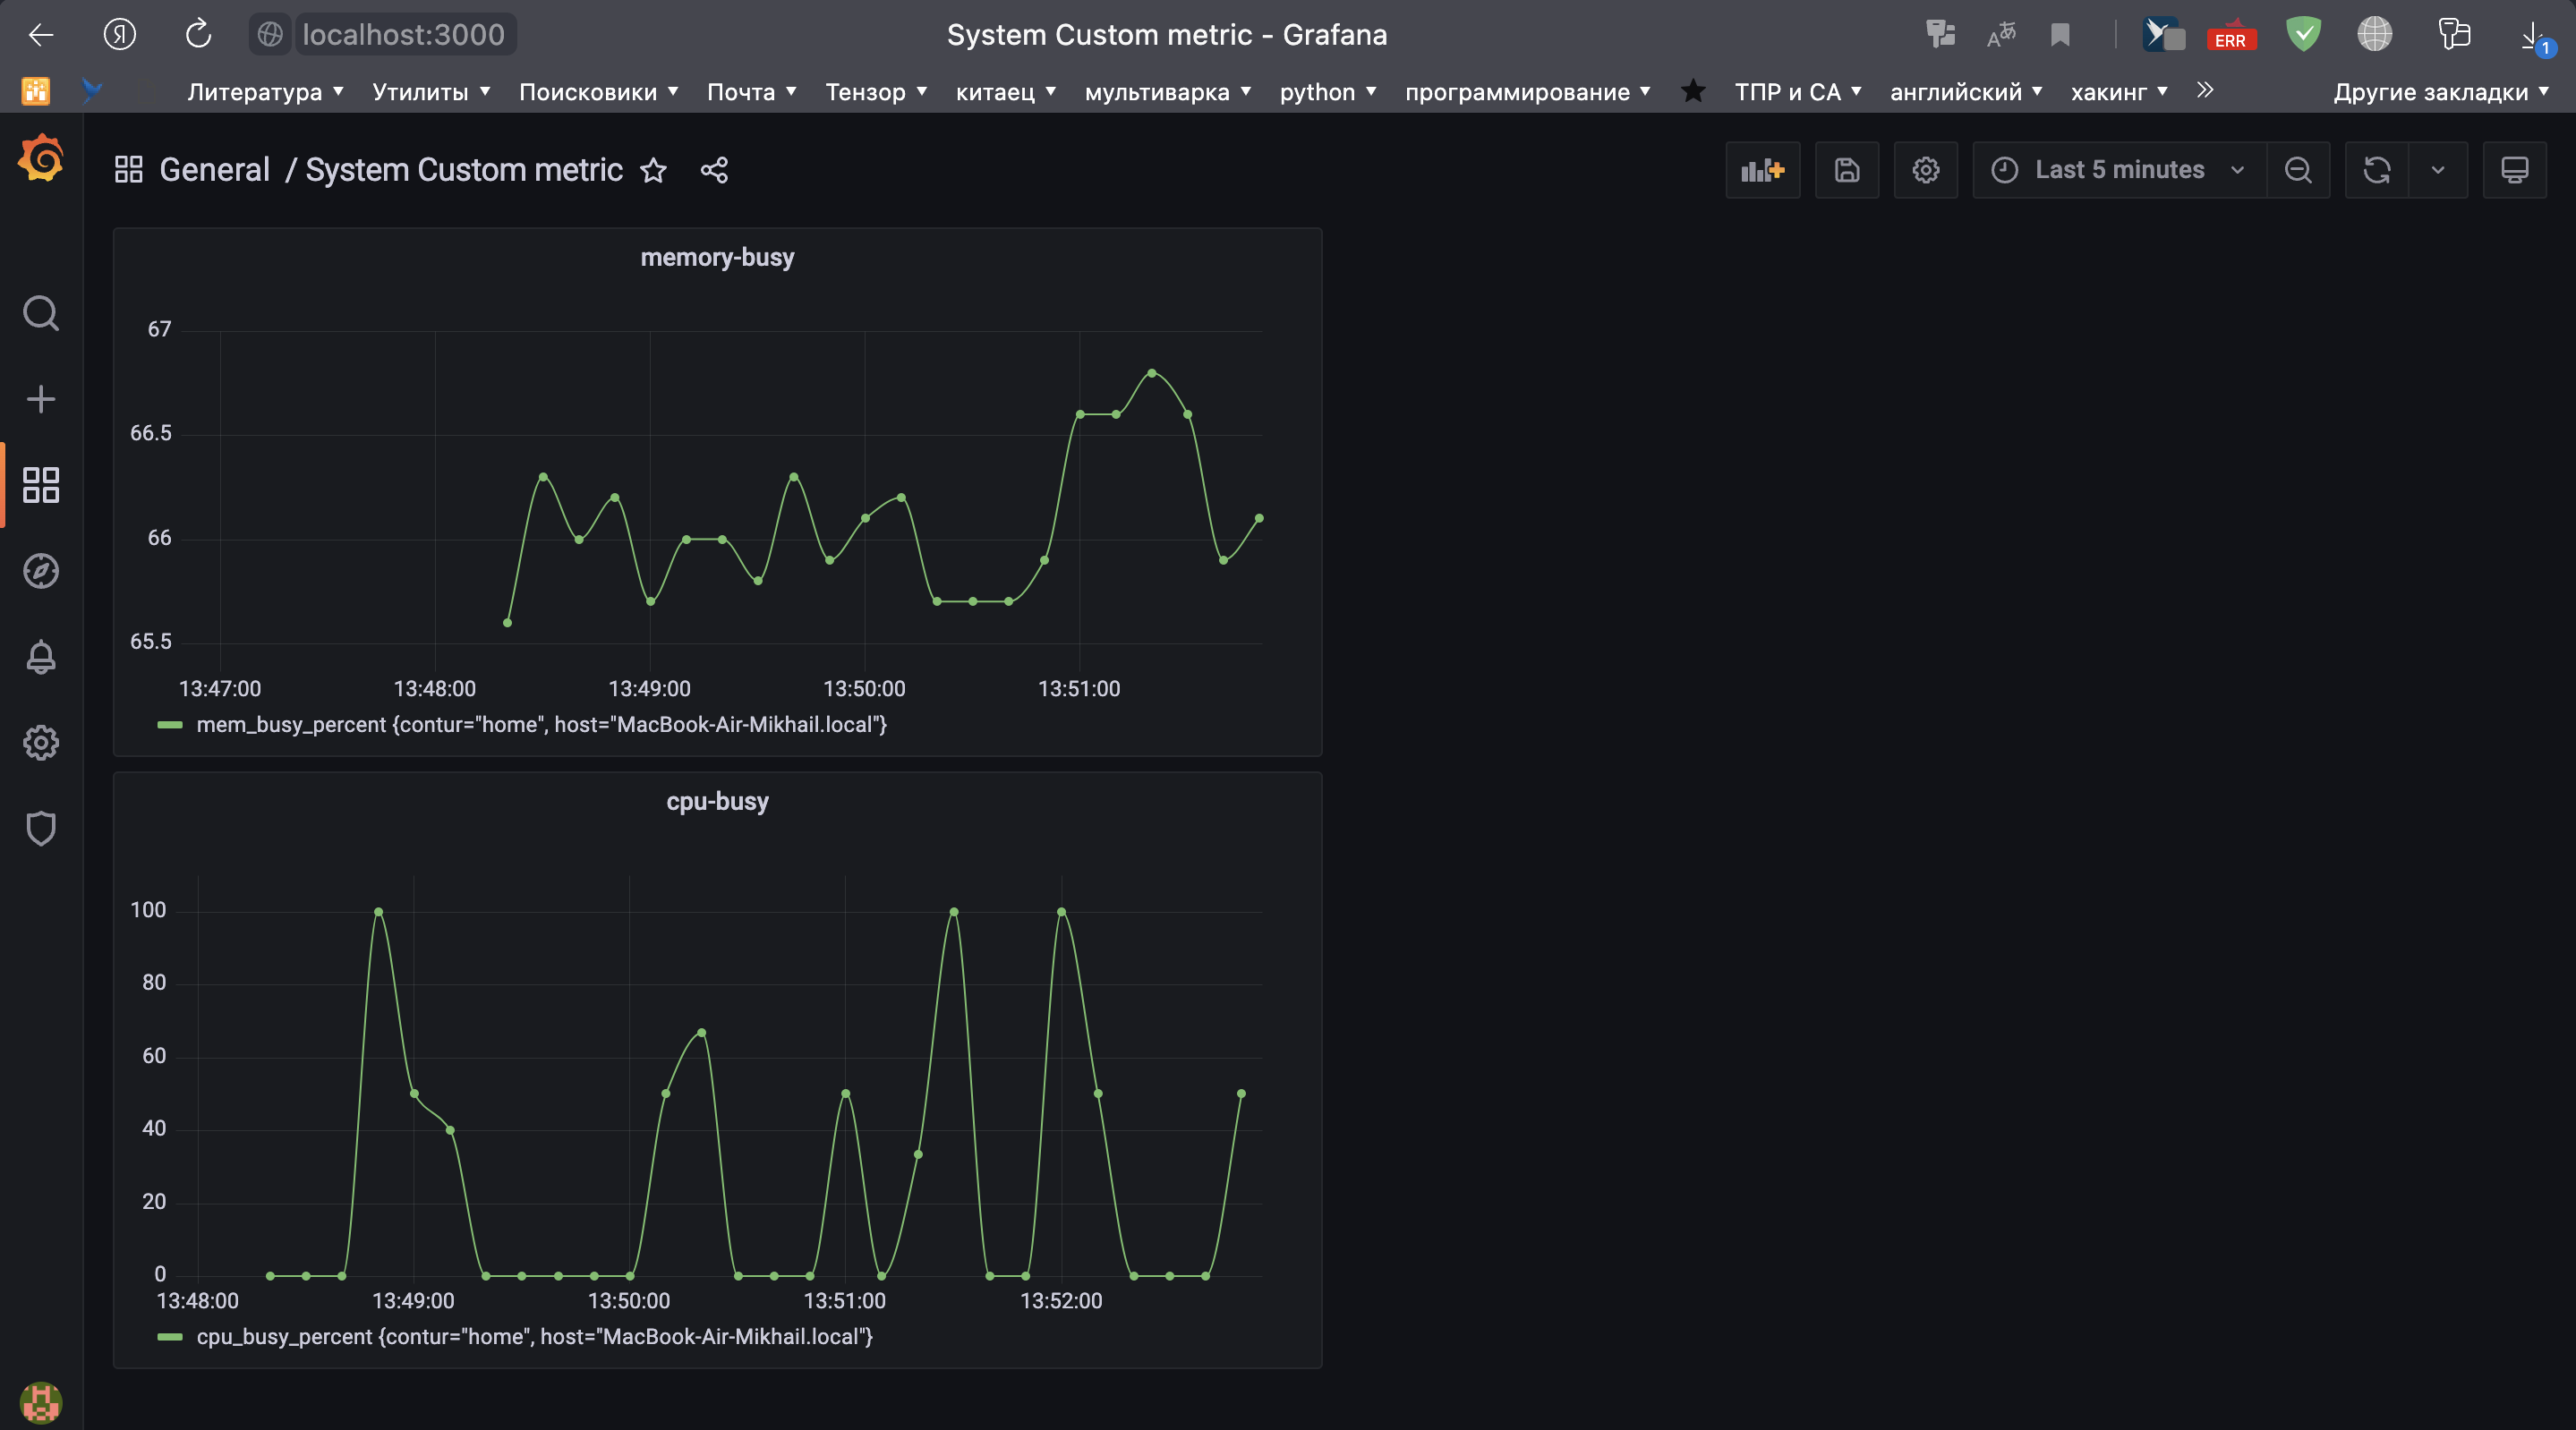 localhost:3000
System Custom metric - Grafana
ERR
1
Литература Утилиты Поисковики Почта Тензор китаец мультиварка python программирование ТПР и СА английский хакинг Другие закладки
General / System Custom metric
Last 5 minutes
memory-busy
67
66.5
66
65.5
13:47:00 13:48:00 13:49:00 13:50:00 13:51:00
mem_busy_percent {contur="home", host="MacBook-Air-Mikhail.local"}
cpu-busy
100
80
60
40
20
0
13:48:00 13:49:00 13:50:00 13:51:00 13:52:00
cpu_busy_percent {contur="home", host="MacBook-Air-Mikhail.local"}